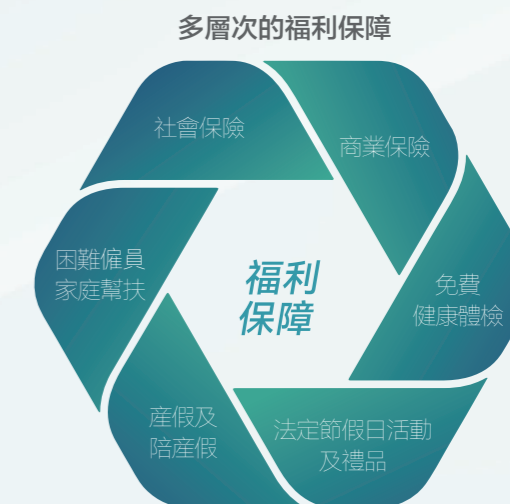 多層次的福利保障
社會保險
商業保險
免費
健康體檢
法定節假日活動
及禮品
産假及
陪産假
困難僱員
家庭幫扶
福利
保障